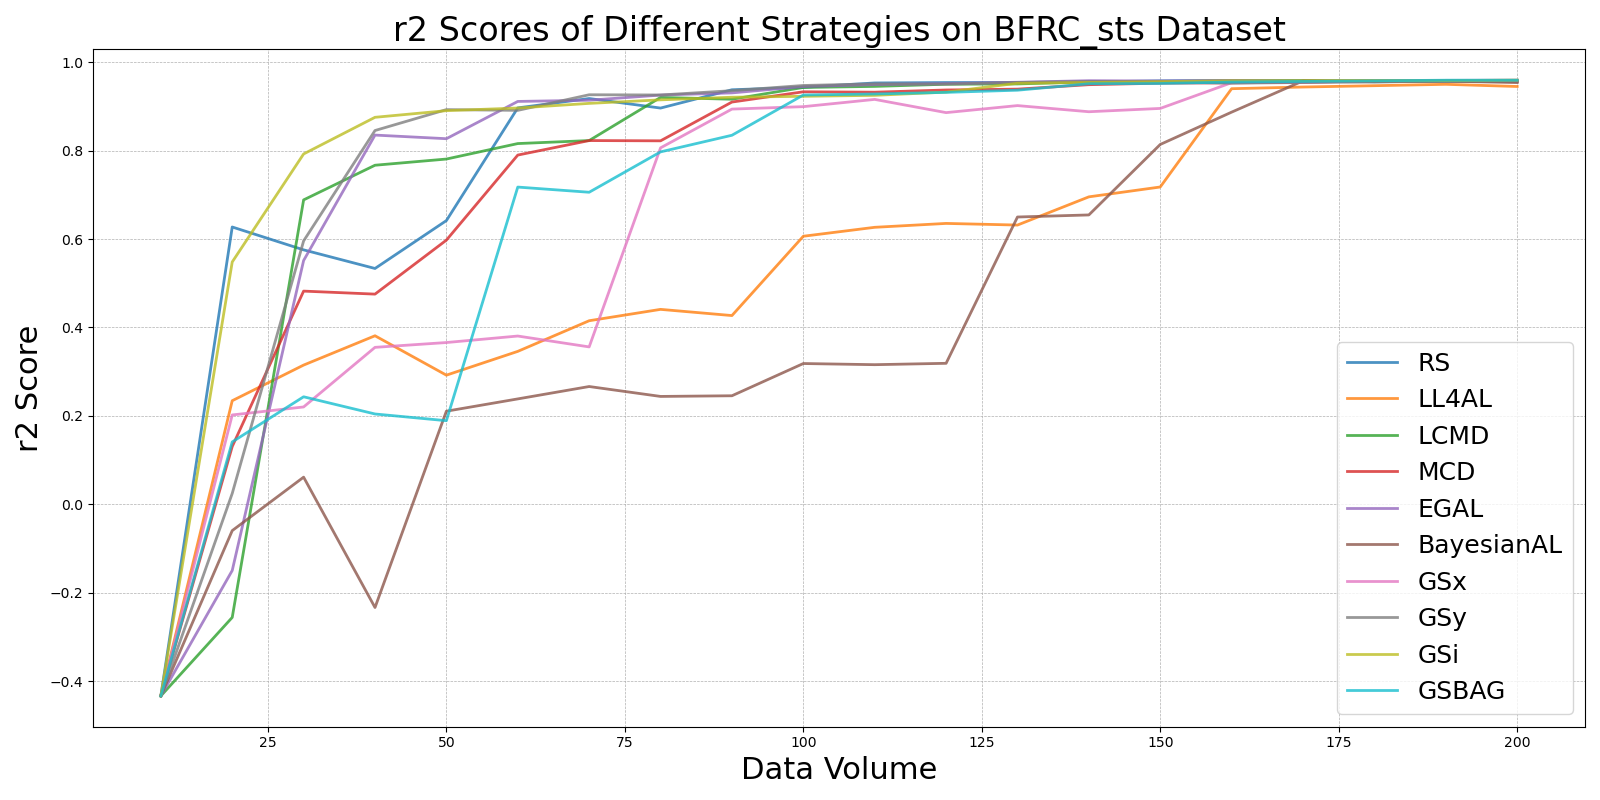 r2 Scores of Different Strategies on BFRC_sts Dataset
1.0
0.8
0.6
0.4
0.2
0.0
−0.2
−0.4
r2 Score
RS
LL4AL
LCMD
MCD
EGAL
BayesianAL
GSx
GSy
GSi
GSBAG
25 50 75 100 125 150 175 200
Data Volume